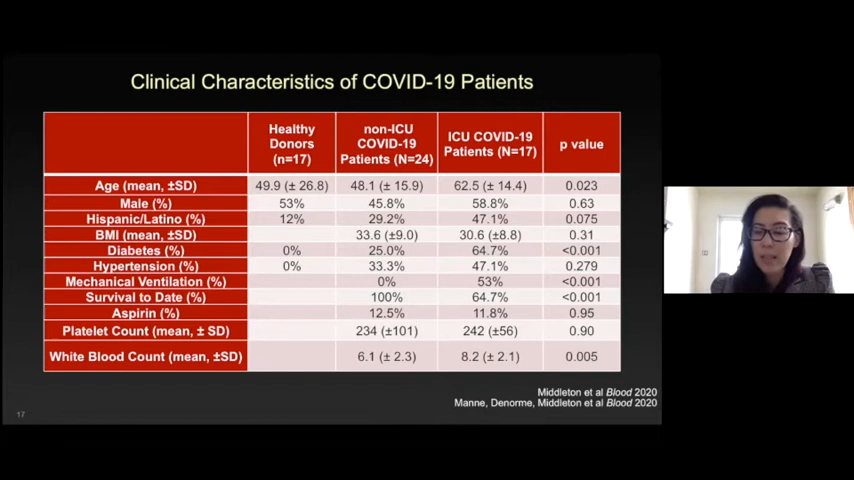 Clinical Characteristics of COVID-19 Patients
Healthy Donors (n=17) non-ICU COVID-19 Patients (N=24) ICU COVID-19 Patients (N=17) p value
Age (mean, ±SD) 49.9 (± 26.8) 48.1 (± 15.9) 62.5 (± 14.4) 0.023
Male (%) 53% 45.8% 58.8% 0.63
Hispanic/Latino (%) 12% 29.2% 47.1% 0.075
BMI (mean, ±SD) 33.6 (±9.0) 30.6 (±8.8) 0.31
Diabetes (%) 0% 25.0% 64.7% <0.001
Hypertension (%) 0% 33.3% 47.1% 0.279
Mechanical Ventilation (%) 0% 53% <0.001
Survival to Date (%) 100% 64.7% <0.001
Aspirin (%) 12.5% 11.8% 0.95
Platelet Count (mean, ± SD) 234 (±101) 242 (±56) 0.90
White Blood Count (mean, ±SD) 6.1 (± 2.3) 8.2 (± 2.1) 0.005
Middleton et al Blood 2020
Manne, Denorme, Middleton et al Blood 2020
17